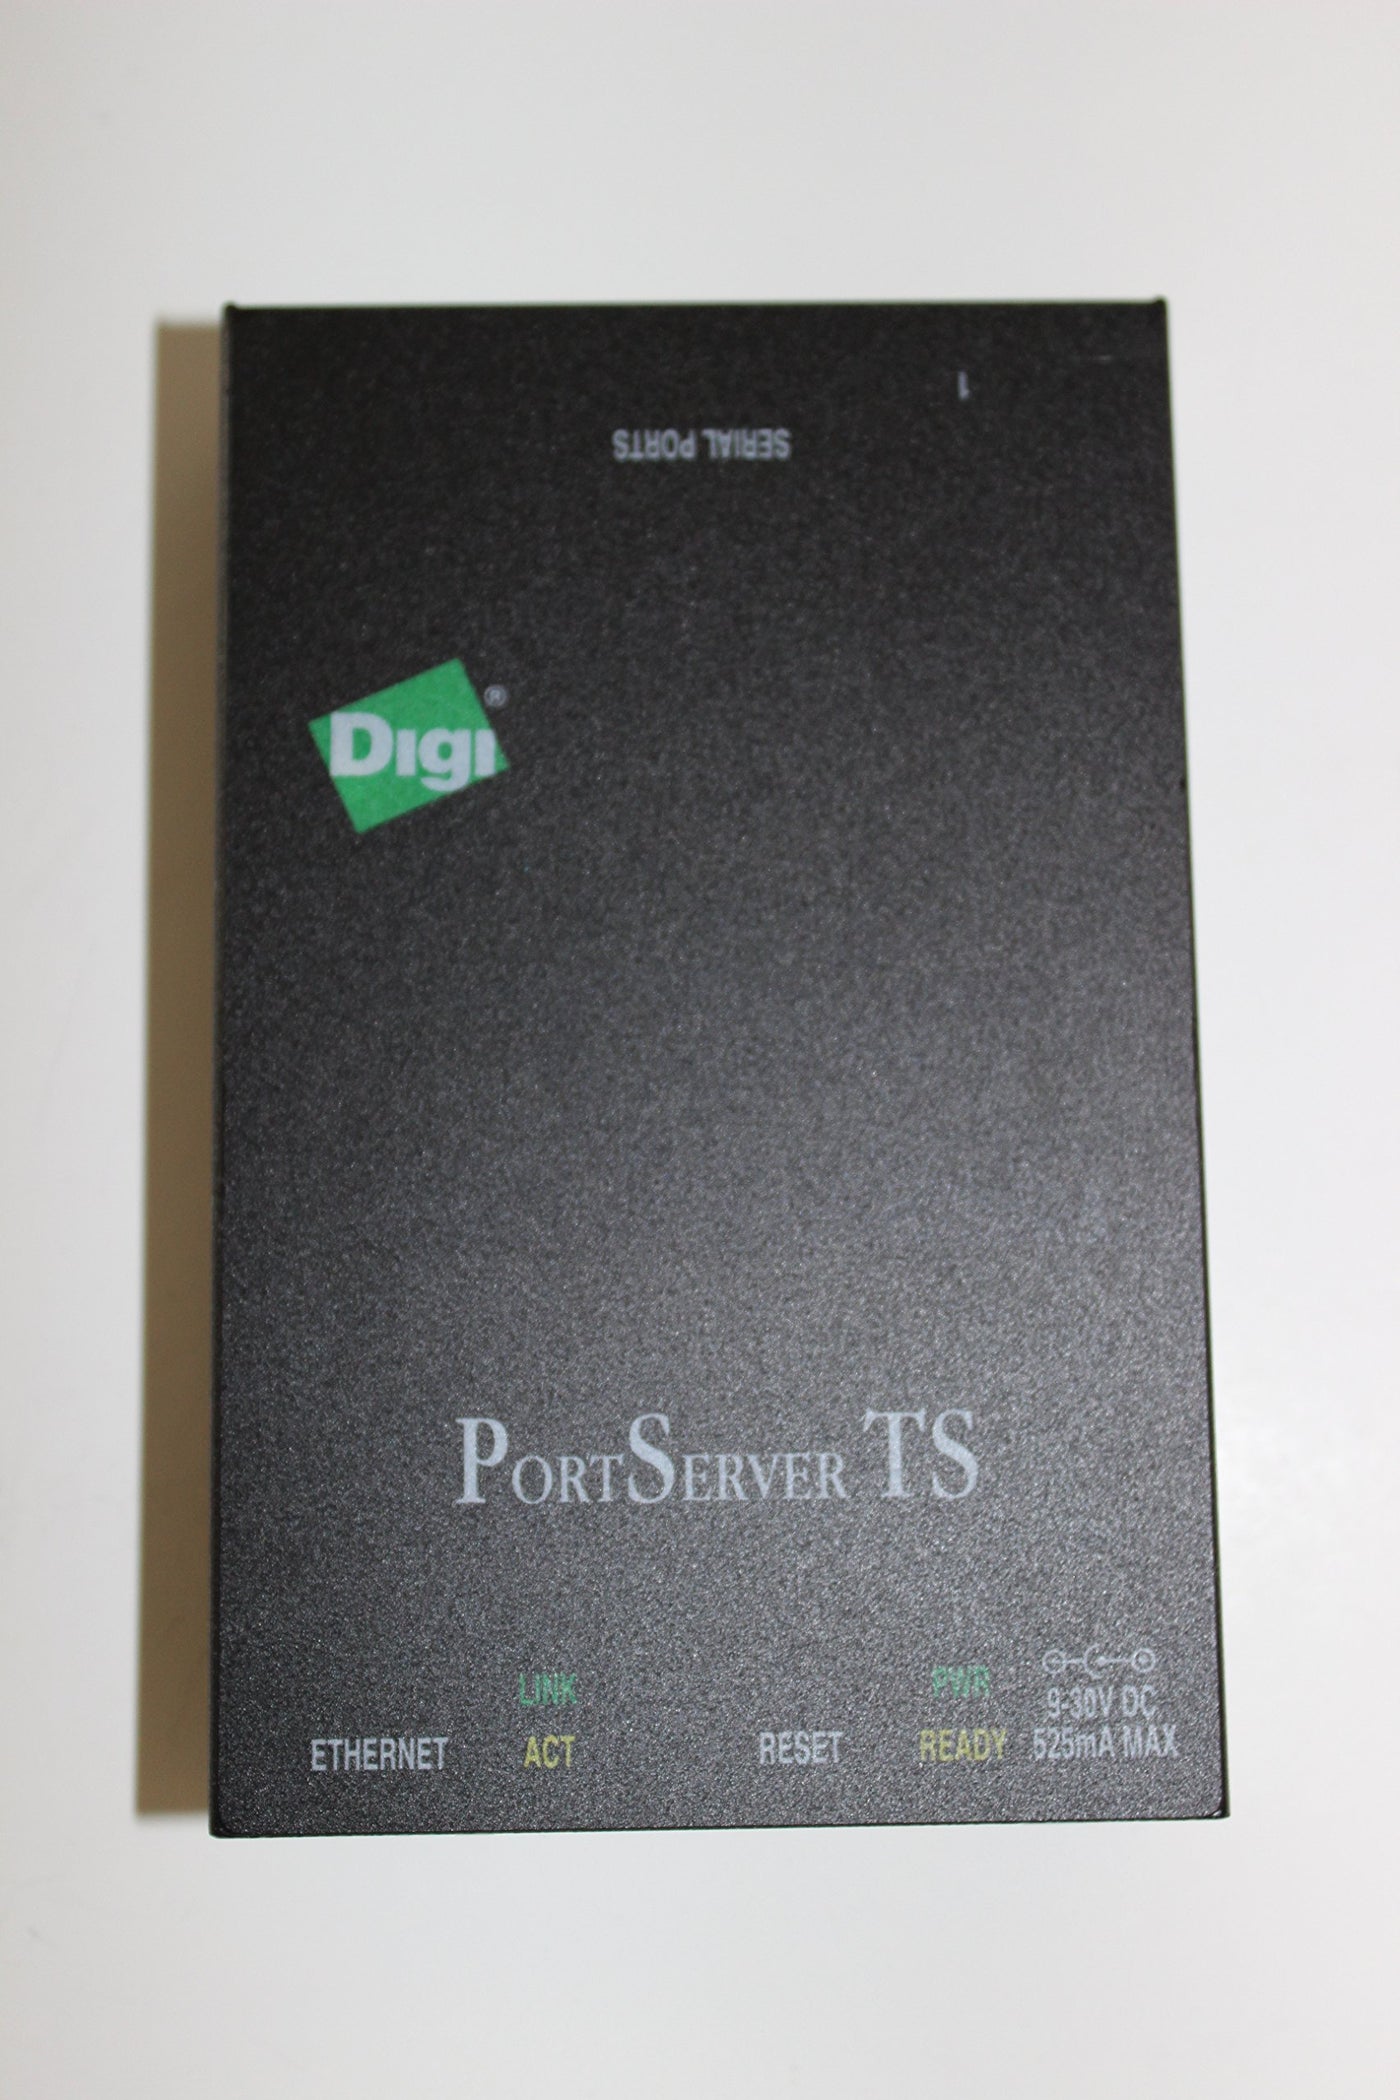 1
SERIAL PORTS
Digi ®
PORTSERVER TS
LINK PWR
9-30V DC
ETHERNET ACT RESET READY 525mA MAX